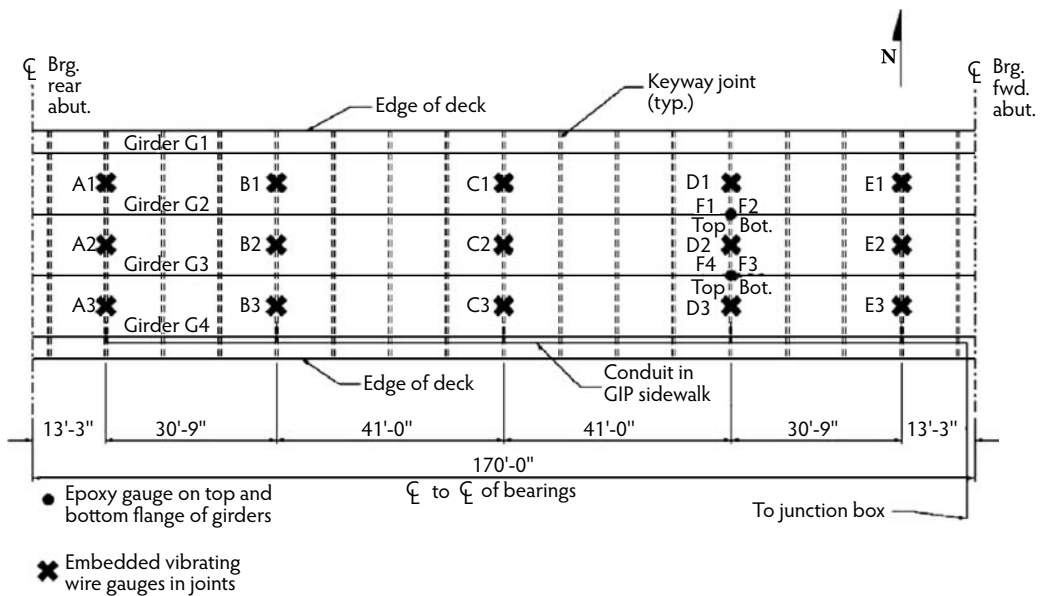 N
℄ Brg.
rear
abut.
Edge of deck
Keyway joint
(typ.)
℄ Brg.
fwd.
abut.
Girder G1
A1
B1
C1
D1
E1
Girder G2
F1
F2
Top
Bot.
A2
B2
C2
D2
E2
Girder G3
F4
F3
Top
Bot.
A3
B3
C3
D3
E3
Girder G4
Edge of deck
Conduit in
GIP sidewalk
13'-3"
30'-9"
41'-0"
41'-0"
30'-9"
13'-3"
170'-0"
℄ to ℄ of bearings
Epoxy gauge on top and
bottom flange of girders
To junction box
Embedded vibrating
wire gauges in joints